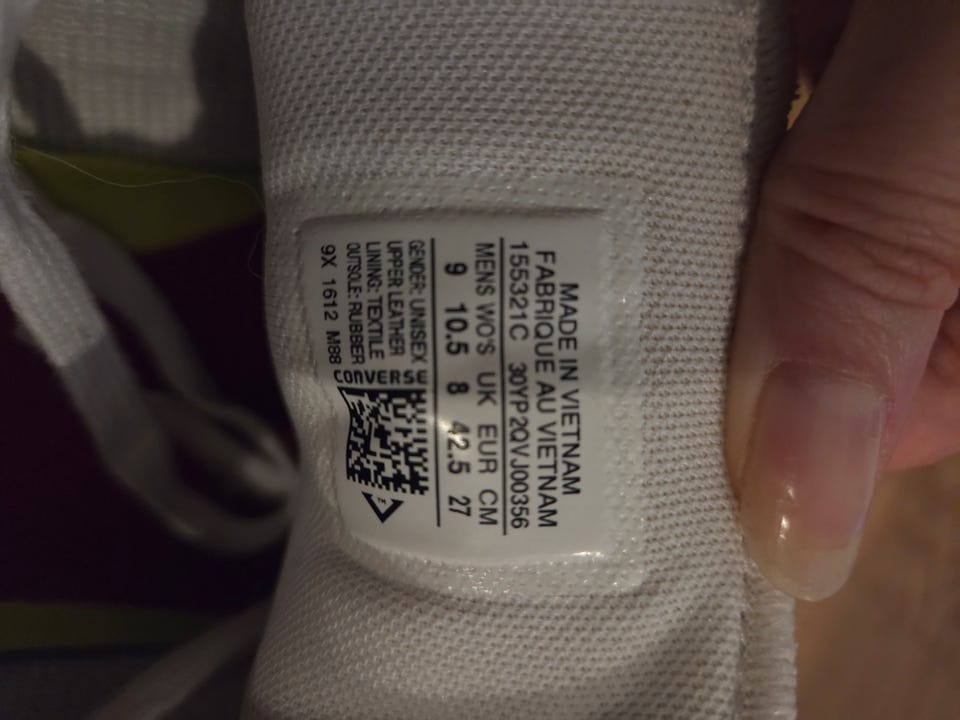 MADE IN VIETNAM
FABRIQUE AU VIETNAM
155321C 30YP2QVJ00356
MENS WO'S UK EUR CM
9 10.5 8 42.5 27
GENDER: UNISEX
UPPER: LEATHER
LINING: TEXTILE
OUTSOLE: RUBBER
9X 1612 M88
CONVERSE
E